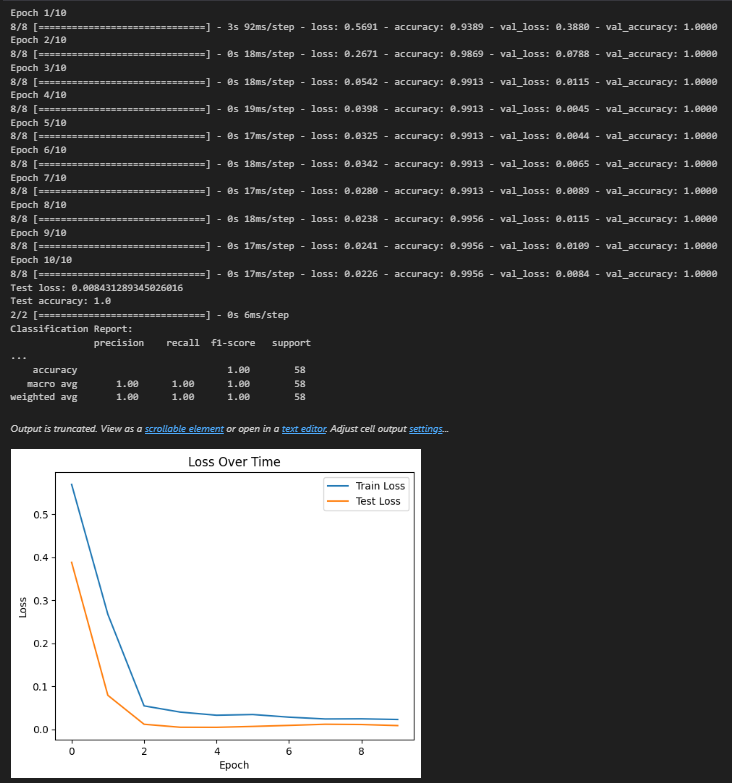 Epoch 1/10
8/8 [==============================] - 3s 92ms/step - loss: 0.5691 - accuracy: 0.9389 - val_loss: 0.3880 - val_accuracy: 1.0000
Epoch 2/10
8/8 [==============================] - 0s 18ms/step - loss: 0.2671 - accuracy: 0.9869 - val_loss: 0.0788 - val_accuracy: 1.0000
Epoch 3/10
8/8 [==============================] - 0s 18ms/step - loss: 0.0542 - accuracy: 0.9913 - val_loss: 0.0115 - val_accuracy: 1.0000
Epoch 4/10
8/8 [==============================] - 0s 19ms/step - loss: 0.0398 - accuracy: 0.9913 - val_loss: 0.0045 - val_accuracy: 1.0000
Epoch 5/10
8/8 [==============================] - 0s 17ms/step - loss: 0.0325 - accuracy: 0.9913 - val_loss: 0.0044 - val_accuracy: 1.0000
Epoch 6/10
8/8 [==============================] - 0s 18ms/step - loss: 0.0342 - accuracy: 0.9913 - val_loss: 0.0065 - val_accuracy: 1.0000
Epoch 7/10
8/8 [==============================] - 0s 17ms/step - loss: 0.0280 - accuracy: 0.9913 - val_loss: 0.0089 - val_accuracy: 1.0000
Epoch 8/10
8/8 [==============================] - 0s 18ms/step - loss: 0.0238 - accuracy: 0.9956 - val_loss: 0.0115 - val_accuracy: 1.0000
Epoch 9/10
8/8 [==============================] - 0s 17ms/step - loss: 0.0241 - accuracy: 0.9956 - val_loss: 0.0109 - val_accuracy: 1.0000
Epoch 10/10
8/8 [==============================] - 0s 17ms/step - loss: 0.0226 - accuracy: 0.9956 - val_loss: 0.0084 - val_accuracy: 1.0000
Test loss: 0.008431289345026016
Test accuracy: 1.0
2/2 [==============================] - 0s 6ms/step
Classification Report:
precision recall f1-score support
...
accuracy 1.00 58
macro avg 1.00 1.00 1.00 58
weighted avg 1.00 1.00 1.00 58
Output is truncated. View as a scrollable element or open in a text editor. Adjust cell output settings...
Loss Over Time
Train Loss
Test Loss
0.5
0.4
0.3
0.2
0.1
0.0
Loss
0 2 4 6 8
Epoch